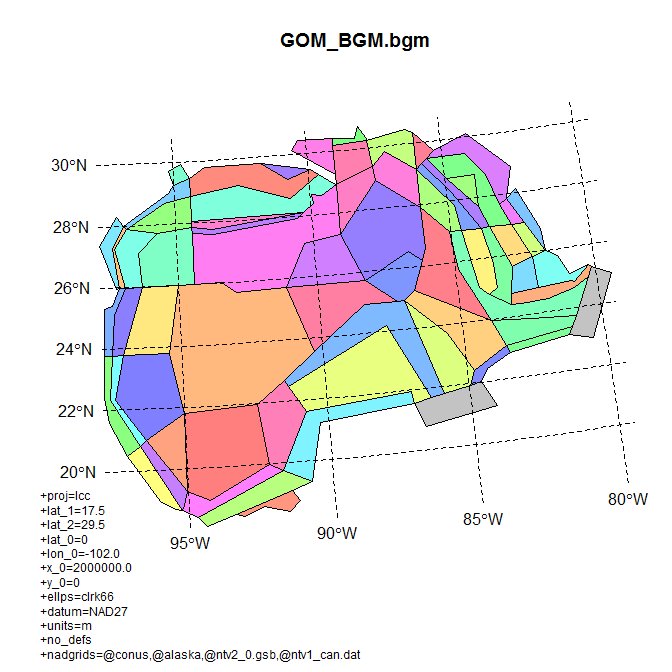 GOM_BGM.bgm
30°N
28°N
26°N
24°N
22°N
20°N
95°W
90°W
85°W
80°W
+proj=lcc
+lat_1=17.5
+lat_2=29.5
+lat_0=0
+lon_0=-102.0
+x_0=2000000.0
+y_0=0
+ellps=clrk66
+datum=NAD27
+units=m
+no_defs
+nadgrids=@conus,@alaska,@ntv2_0.gsb,@ntv1_can.dat